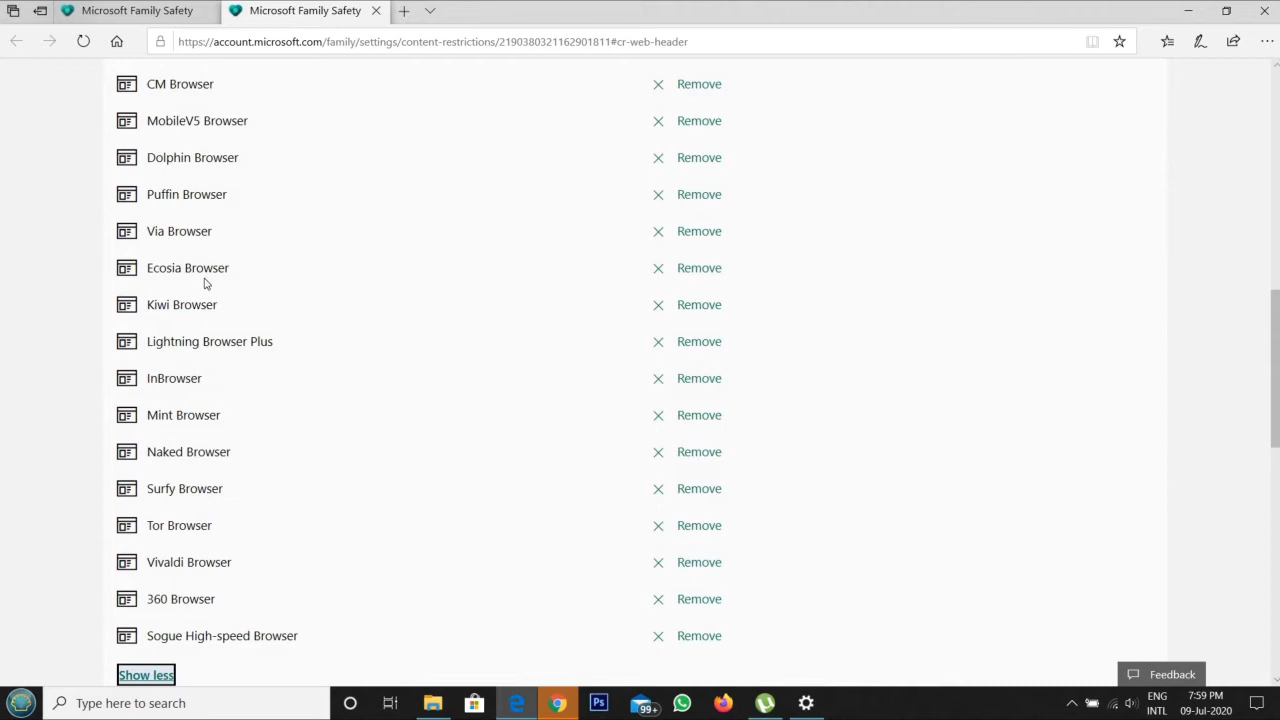 Microsoft Family Safety
Microsoft Family Safety
https://account.microsoft.com/family/settings/content-restrictions/2190380321162901811#cr-web-header
CM Browser Remove
MobileV5 Browser Remove
Dolphin Browser Remove
Puffin Browser Remove
Via Browser Remove
Ecosia Browser Remove
Kiwi Browser Remove
Lightning Browser Plus Remove
InBrowser Remove
Mint Browser Remove
Naked Browser Remove
Surfy Browser Remove
Tor Browser Remove
Vivaldi Browser Remove
360 Browser Remove
Sogue High-speed Browser Remove
Show less
Feedback
Type here to search
Ps
99+
ENG
INTL
7:59 PM
09-Jul-2020